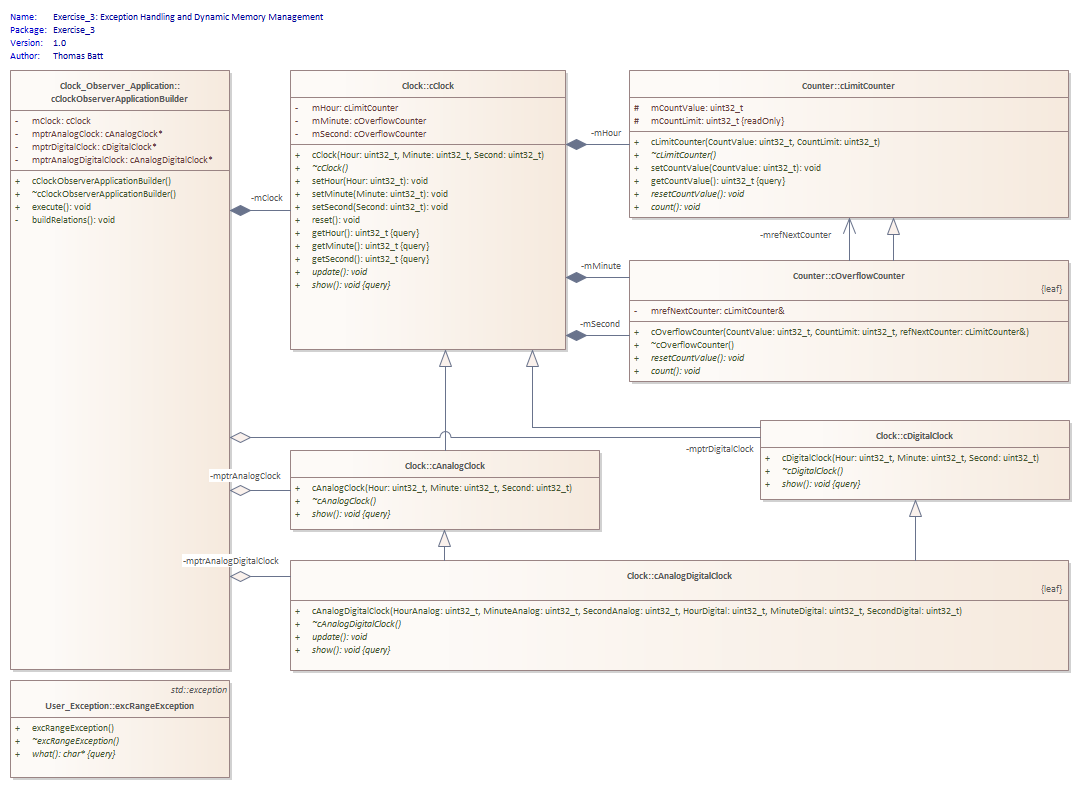 Name: Exercise_3: Exception Handling and Dynamic Memory Management
Package: Exercise_3
Version: 1.0
Author: Thomas Batt
Clock_Observer_Application::
cClockObserverApplicationBuilder
- mClock: cClock
- mptrAnalogClock: cAnalogClock*
- mptrDigitalClock: cDigitalClock*
- mptrAnalogDigitalClock: cAnalogDigitalClock*
+ cClockObserverApplicationBuilder()
+ ~cClockObserverApplicationBuilder()
+ execute(): void
- buildRelations(): void
-mClock
Clock::cClock
- mHour: cLimitCounter
- mMinute: cOverflowCounter
- mSecond: cOverflowCounter
+ cClock(Hour: uint32_t, Minute: uint32_t, Second: uint32_t)
+ ~cClock()
+ setHour(Hour: uint32_t): void
+ setMinute(Minute: uint32_t): void
+ setSecond(Second: uint32_t): void
+ reset(): void
+ getHour(): uint32_t {query}
+ getMinute(): uint32_t {query}
+ getSecond(): uint32_t {query}
+ update(): void
+ show(): void {query}
-mHour
-mMinute
-mSecond
Counter::cLimitCounter
# mCountValue: uint32_t
# mCountLimit: uint32_t {readOnly}
+ cLimitCounter(CountValue: uint32_t, CountLimit: uint32_t)
+ ~cLimitCounter()
+ setCountValue(CountValue: uint32_t): void
+ getCountValue(): uint32_t {query}
+ resetCountValue(): void
+ count(): void
-mrefNextCounter
Counter::cOverflowCounter
{leaf}
- mrefNextCounter: cLimitCounter&
+ cOverflowCounter(CountValue: uint32_t, CountLimit: uint32_t, refNextCounter: cLimitCounter&)
+ ~cOverflowCounter()
+ resetCountValue(): void
+ count(): void
-mptrDigitalClock
Clock::cDigitalClock
+ cDigitalClock(Hour: uint32_t, Minute: uint32_t, Second: uint32_t)
+ ~cDigitalClock()
+ show(): void {query}
-mptrAnalogClock
Clock::cAnalogClock
+ cAnalogClock(Hour: uint32_t, Minute: uint32_t, Second: uint32_t)
+ ~cAnalogClock()
+ show(): void {query}
-mptrAnalogDigitalClock
Clock::cAnalogDigitalClock
{leaf}
+ cAnalogDigitalClock(HourAnalog: uint32_t, MinuteAnalog: uint32_t, SecondAnalog: uint32_t, HourDigital: uint32_t, MinuteDigital: uint32_t, SecondDigital: uint32_t)
+ ~cAnalogDigitalClock()
+ update(): void
+ show(): void {query}
std::exception
User_Exception::excRangeException
+ excRangeException()
+ ~excRangeException()
+ what(): char* {query}